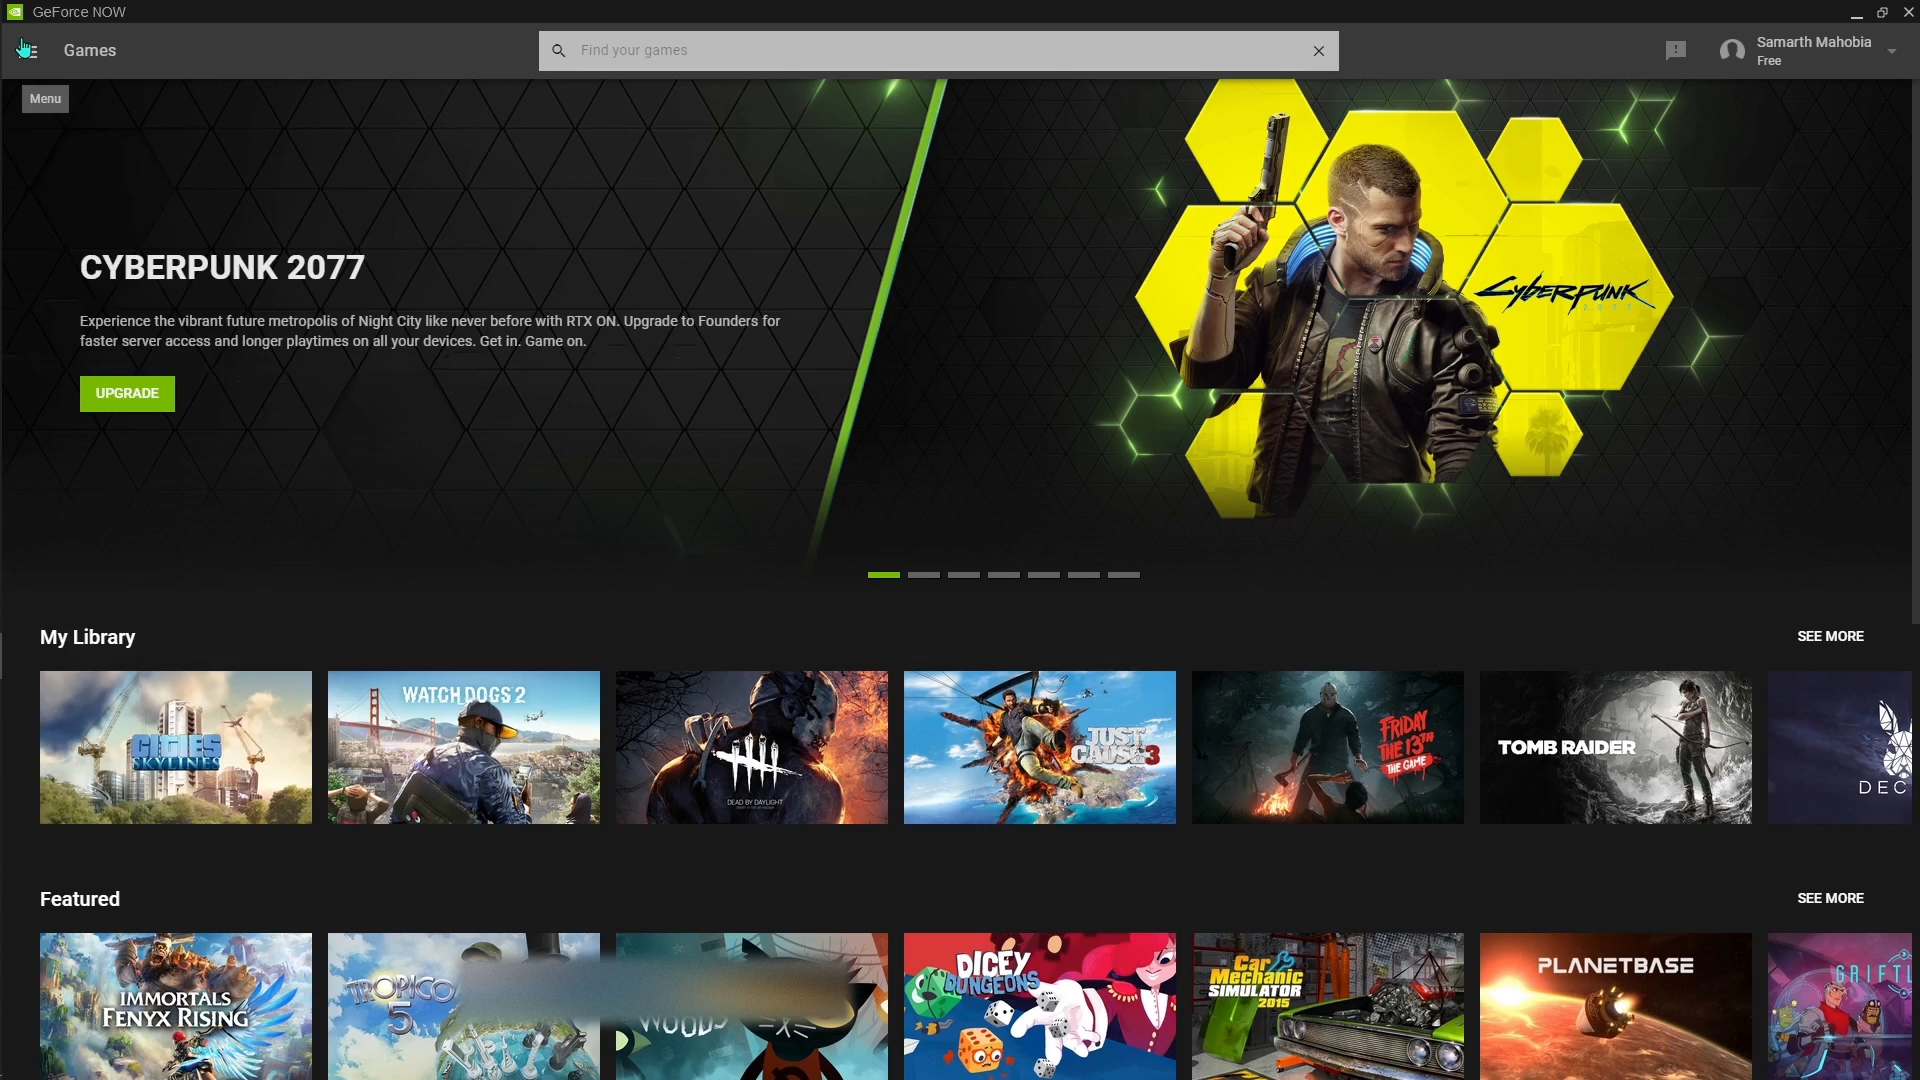 GeForce NOW
Games
Find your games
Samarth Mahobia
Free
Menu
CYBERPUNK 2077
Experience the vibrant future metropolis of Night City like never before with RTX ON. Upgrade to Founders for
faster server access and longer playtimes on all your devices. Get in. Game on.
UPGRADE
Cyberpunk
2077
My Library
SEE MORE
CITIES
SKYLINES
WATCH DOGS 2
DEAD BY DAYLIGHT
JUST
CAUSE 3
FRIDAY
THE 13TH
THE GAME
TOMB RAIDER
DEC
Featured
SEE MORE
IMMORTALS
FENYX RISING
TROPICO
5
WOODS
DICEY
DUNGEONS
Car
Mechanic
SIMULATOR
2015
PLANETBASE
GRIFTL